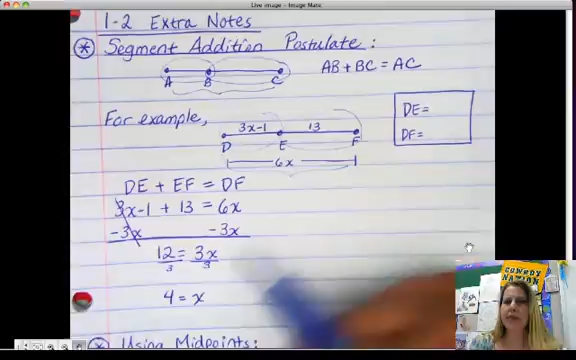 Live image - Image Mate
1-2 Extra Notes
* Segment Addition Postulate:
A B C
AB + BC = AC
For example,
3x-1 13
D E F
6x
DE =
DF =
DE + EF = DF
3x-1 + 13 = 6x
-3x -3x
12 = 3x
3 3
4 = x
* Using Midpoints:
COWBOY
NATION